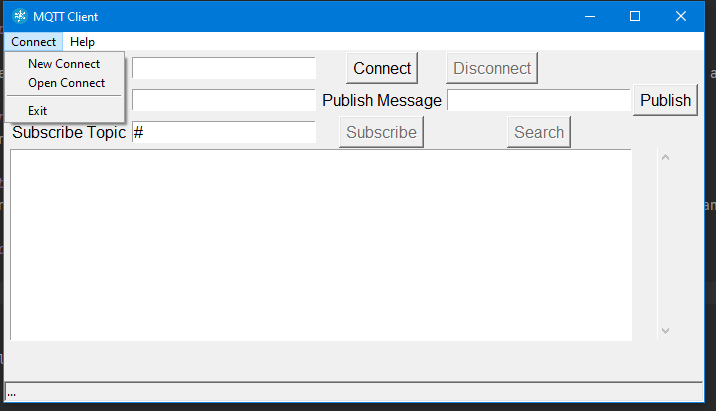 MQTT Client
Connect Help
New Connect
Open Connect
Exit
Connect Disconnect
Publish Message Publish
Subscribe Topic # Subscribe Search
...